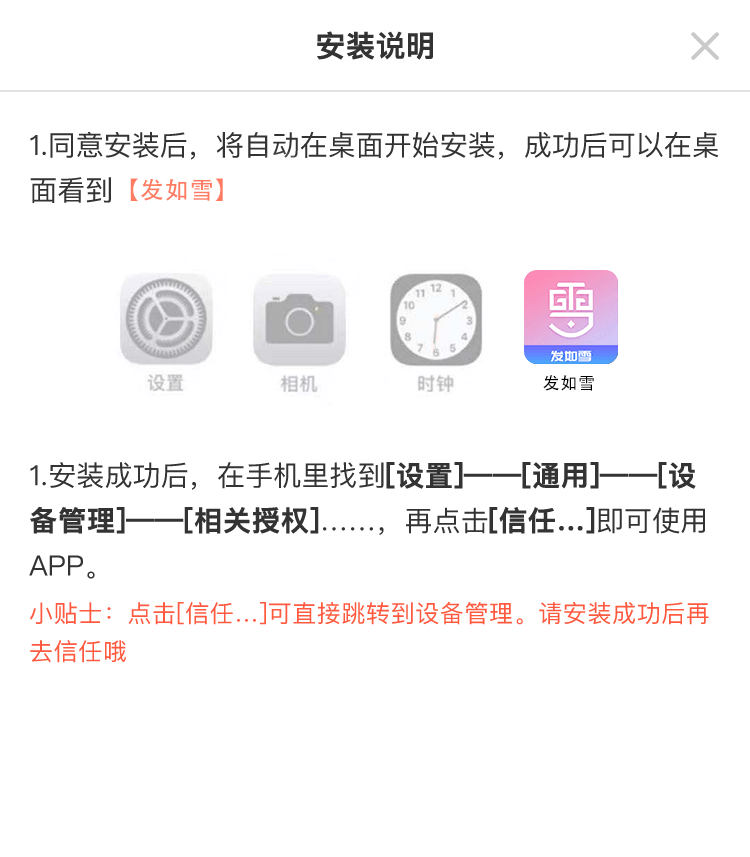 安装说明
1.同意安装后，将自动在桌面开始安装，成功后可以在桌
面看到【发如雪】
12
11 1
10 2
9 3
8 4
7 6 5
雪
发如雪
设置 相机 时钟 发如雪
1.安装成功后，在手机里找到[设置]——[通用]——[设
备管理]——[相关授权]……，再点击[信任...]即可使用
APP。
小贴士：点击[信任...]可直接跳转到设备管理。请安装成功后再
去信任哦